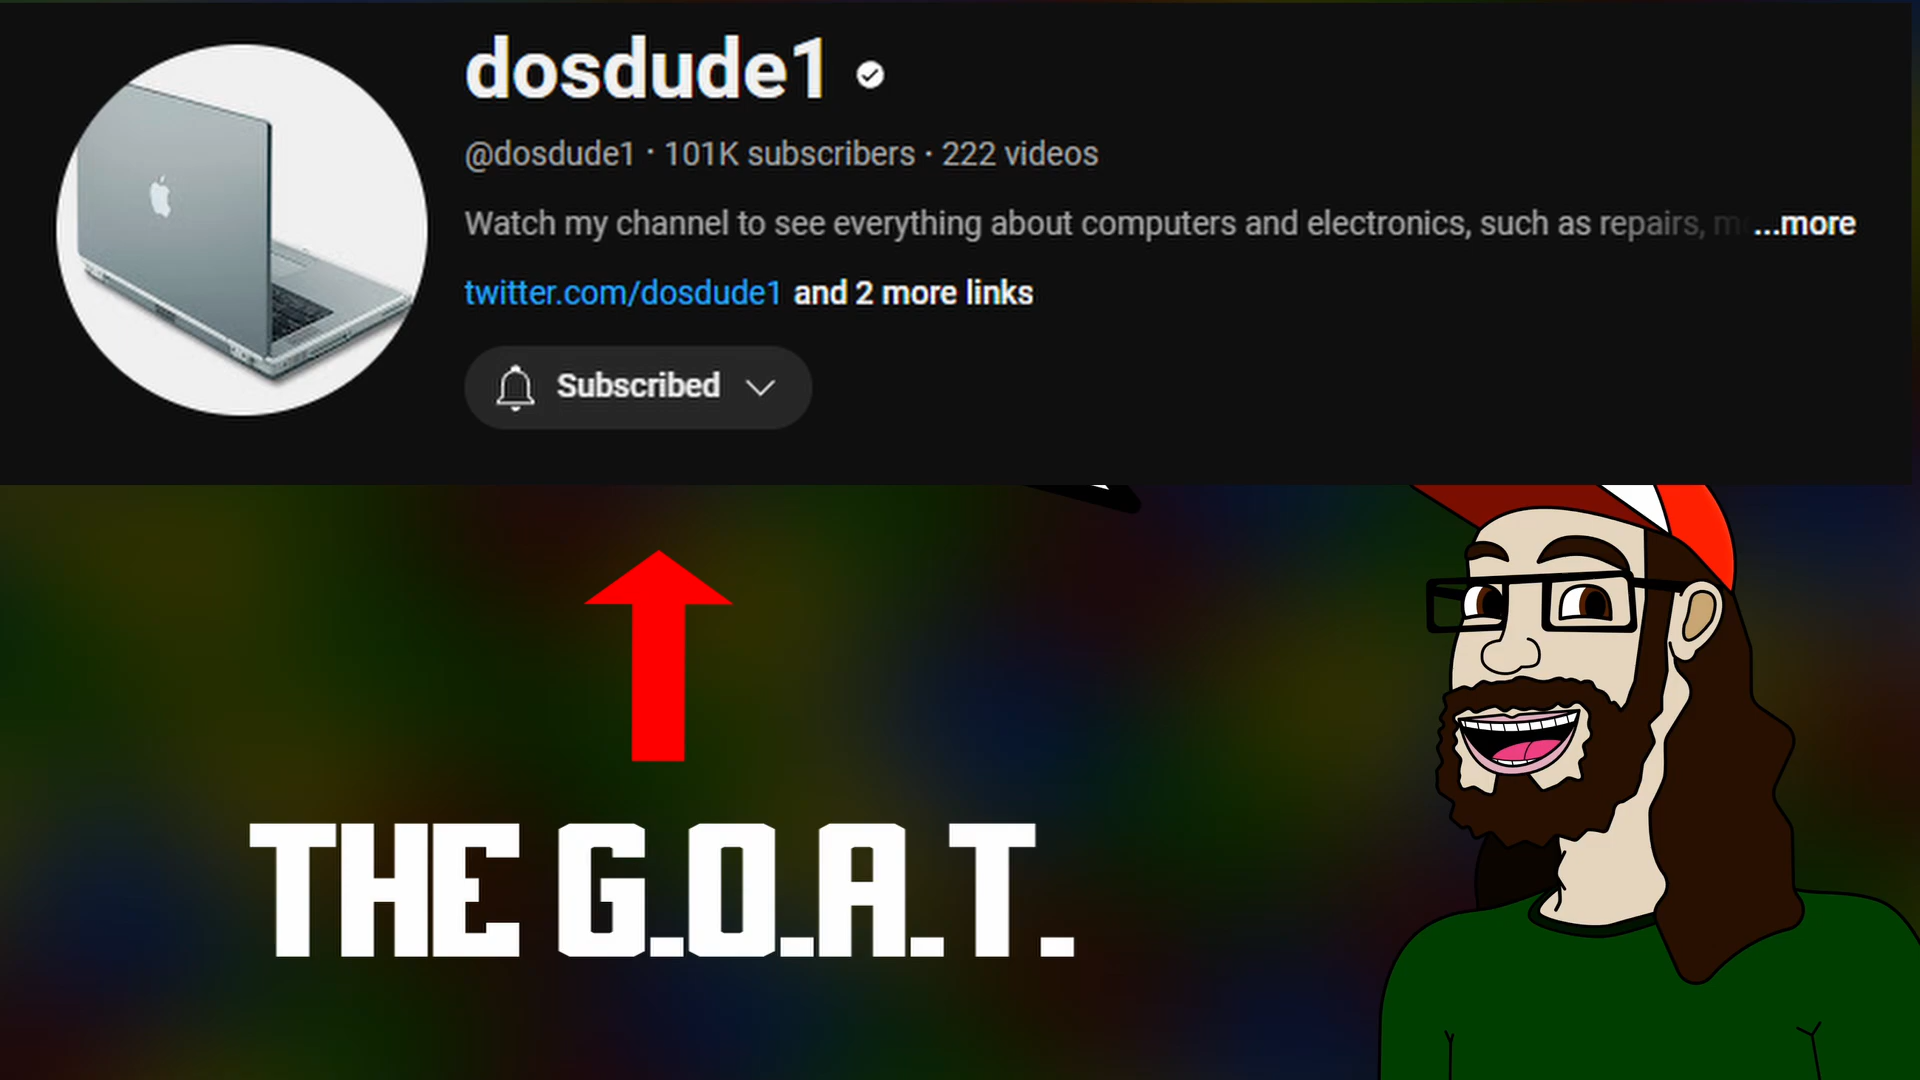 dosdude1
@dosdude1 · 101K subscribers · 222 videos
Watch my channel to see everything about computers and electronics, such as repairs, ...more
twitter.com/dosdude1 and 2 more links
Subscribed
THE G.O.A.T.